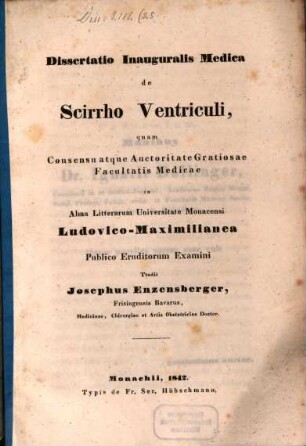 Dissertatio Inauguralis Medica
de
Scirrho Ventriculi,
quam
Consensu atque Auctoritate Gratiosae
Facultatis Medicae
in
Alma Litterarum Universitate Monacensi
Ludovico-Maximilianea
Publico Eruditorum Examini
Tradit
Josephus Enzensberger,
Frisingensis Bavarus,
Medicinae, Chirurgiae et Artis Obstetriciae Doctor.
Monachii, 1842.
Typis de Fr. Ser. Hübschmann.